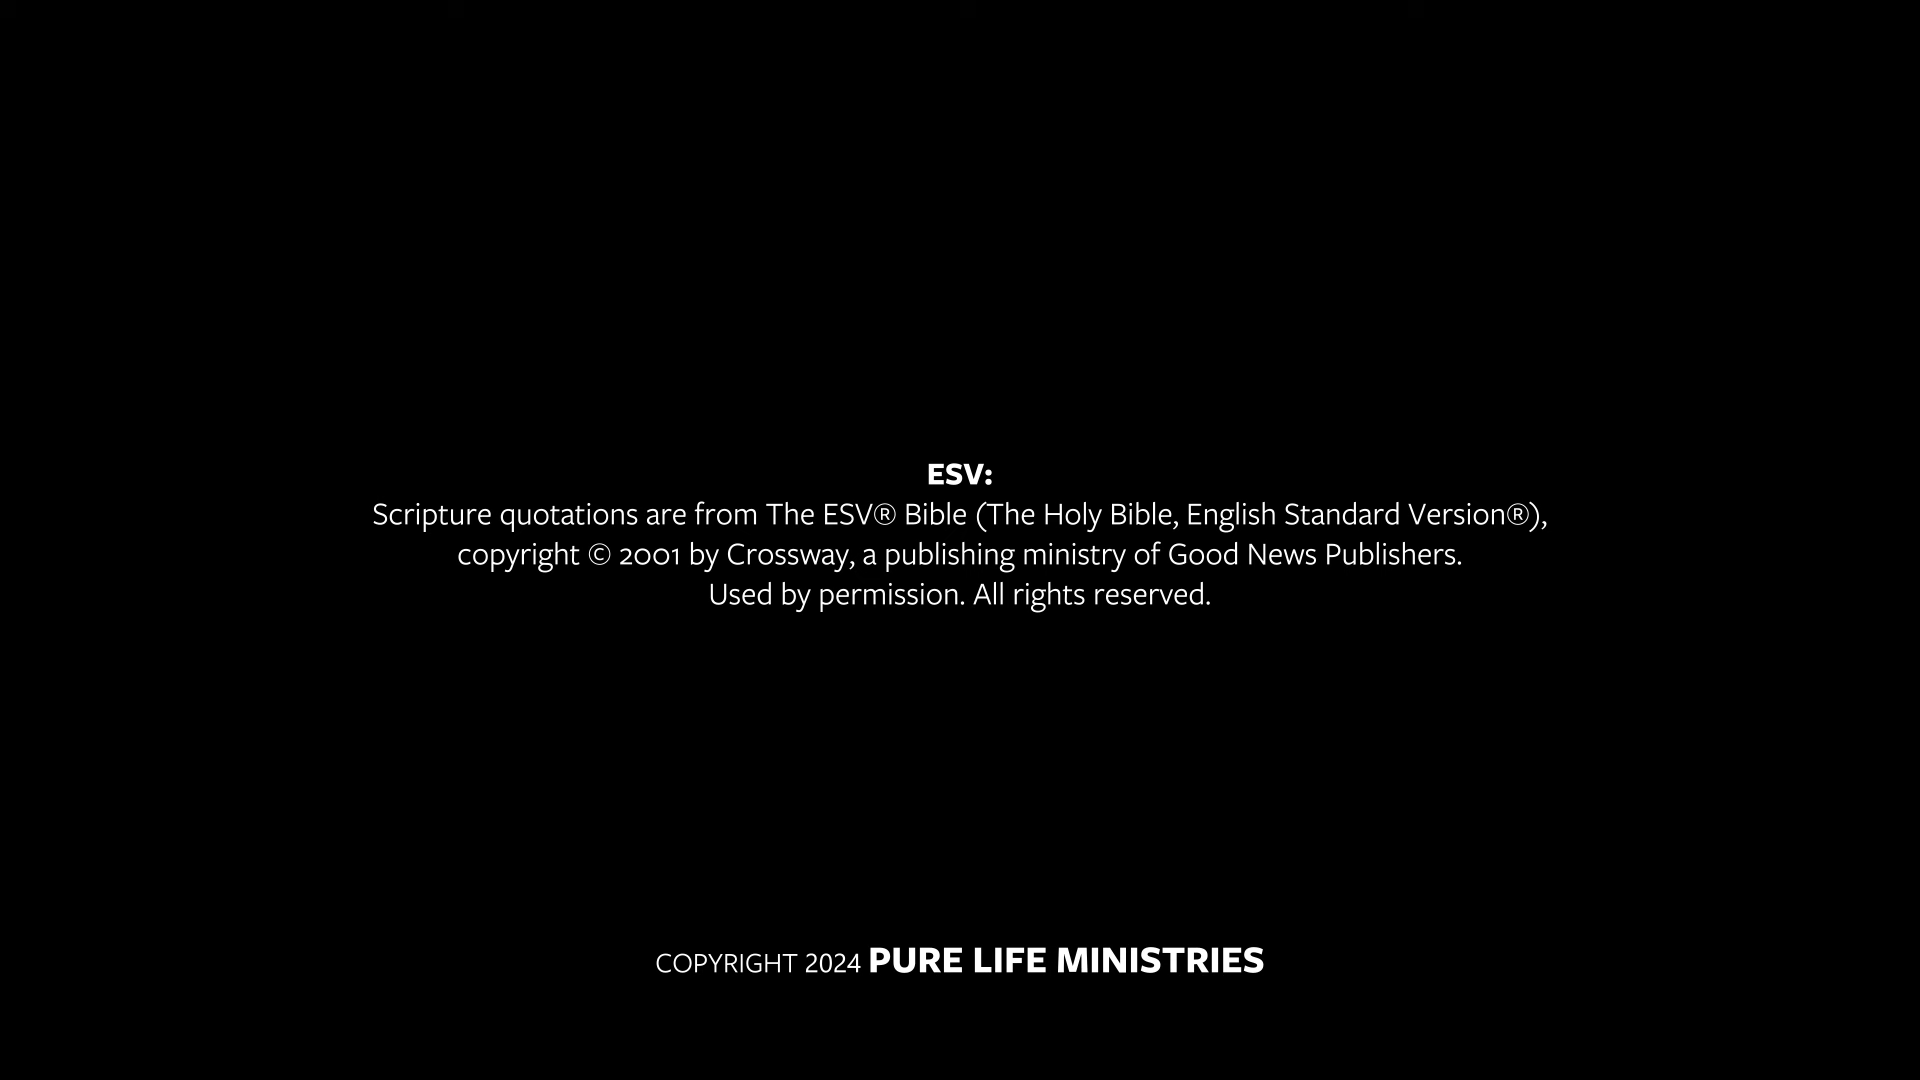 ESV:
Scripture quotations are from The ESV® Bible (The Holy Bible, English Standard Version®),
copyright © 2001 by Crossway, a publishing ministry of Good News Publishers.
Used by permission. All rights reserved.
COPYRIGHT 2024 PURE LIFE MINISTRIES